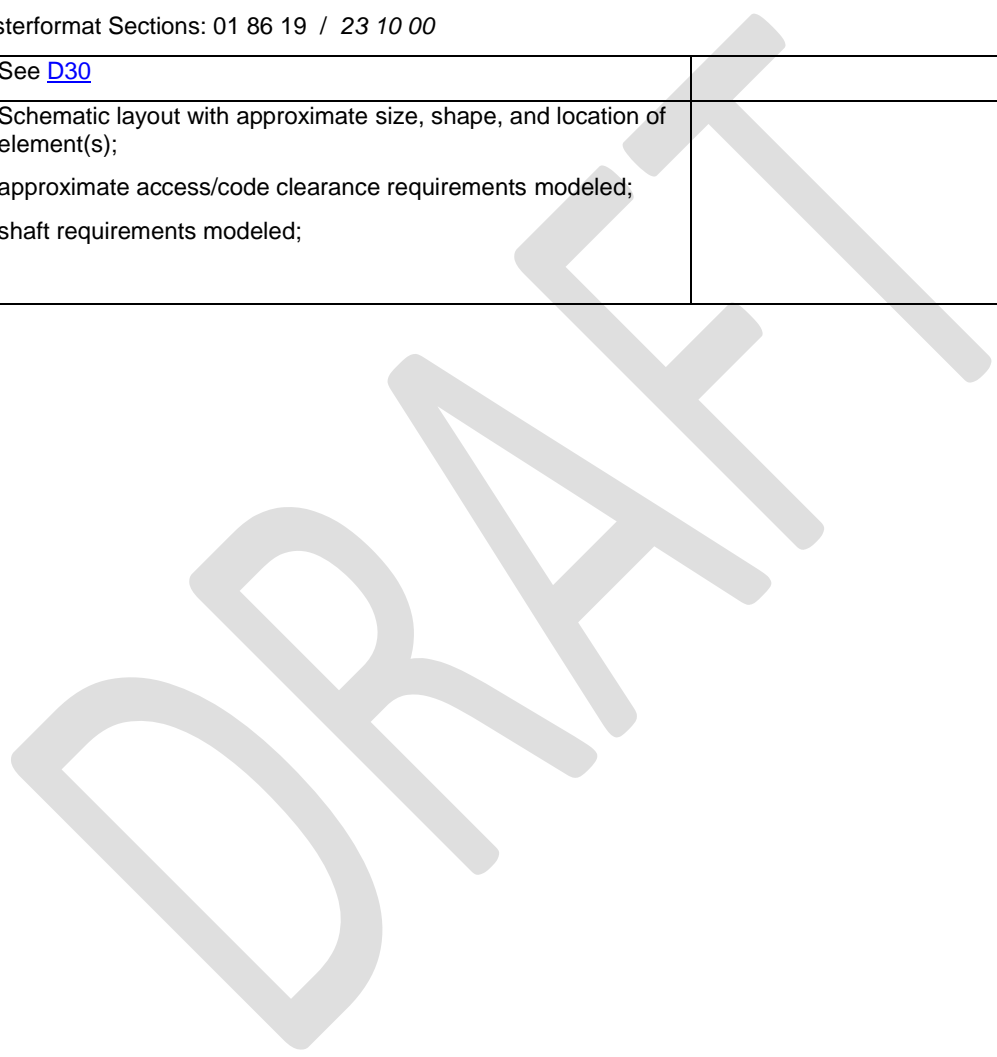 sterformat Sections: 01 86 19 / 23 10 00
See D30
Schematic layout with approximate size, shape, and location of
element(s);
approximate access/code clearance requirements modeled;
shaft requirements modeled;
DRAFT